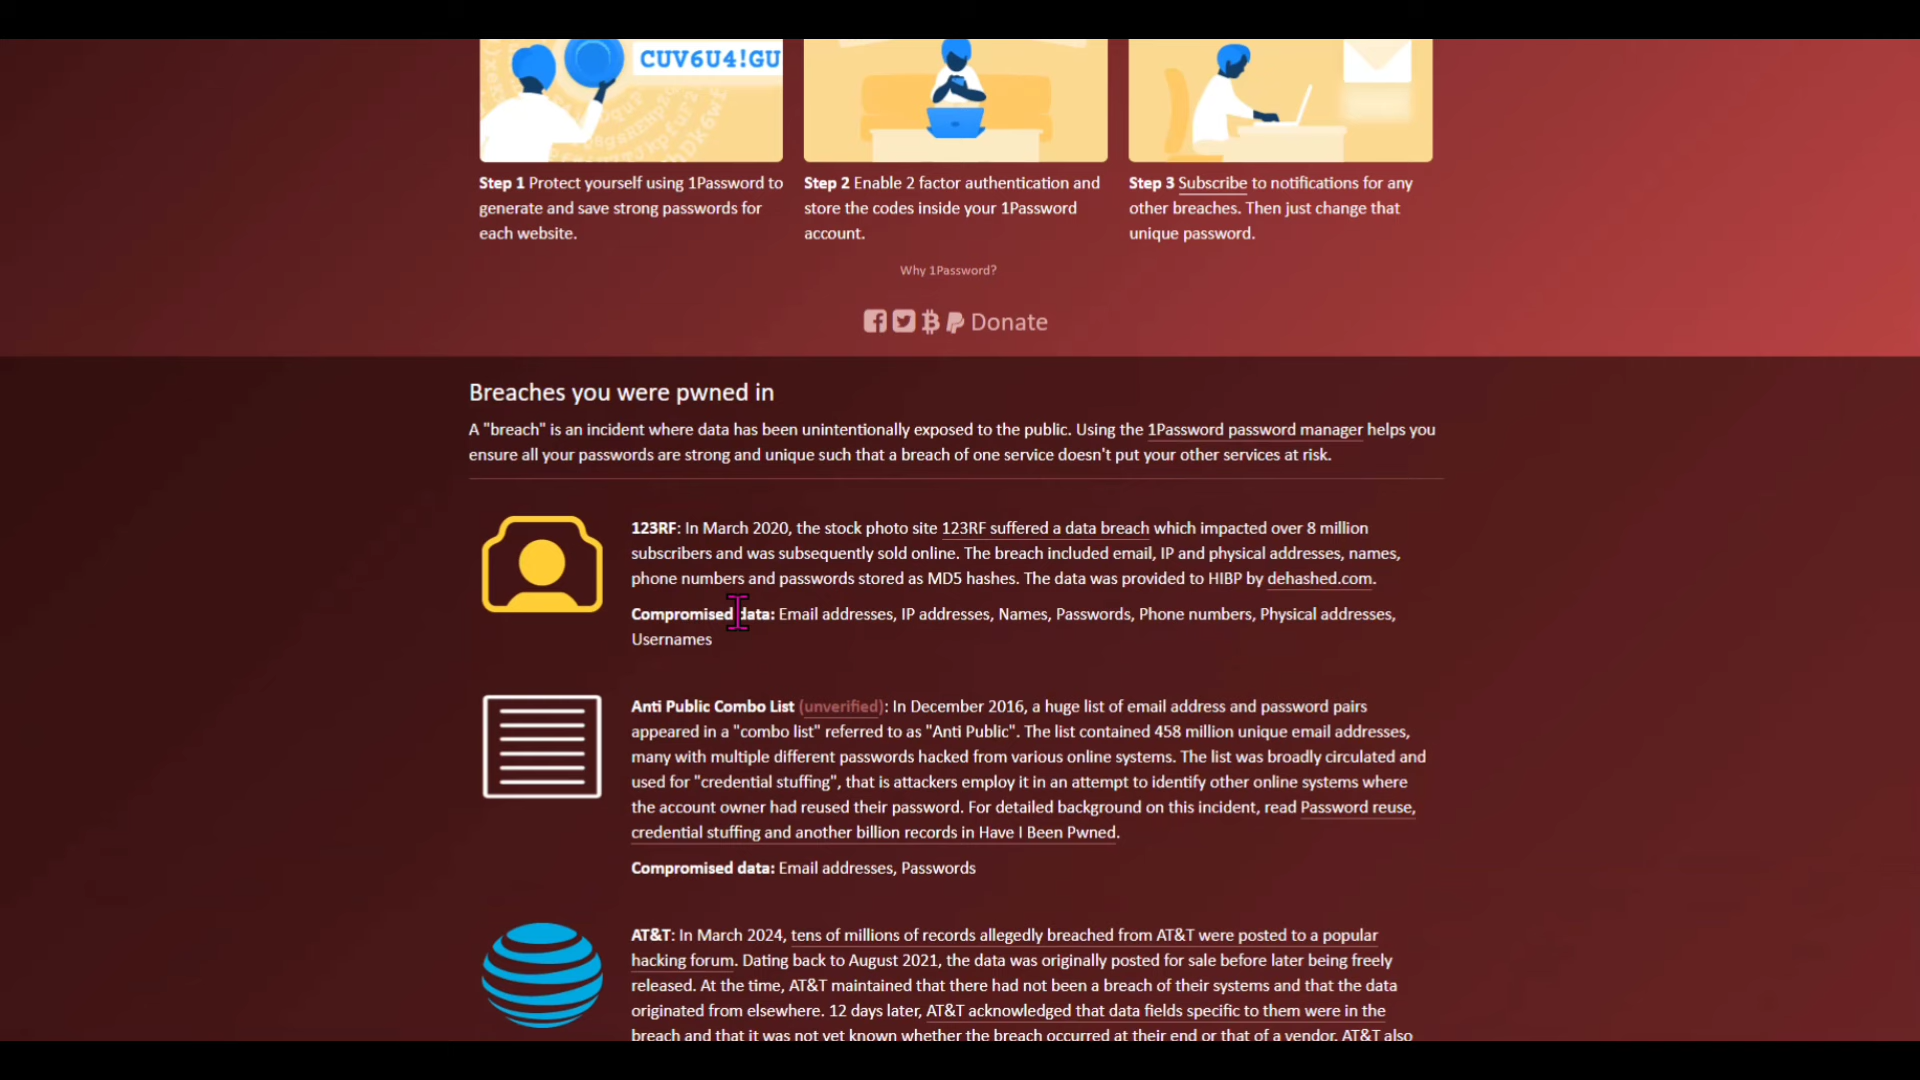 CUV6U4!GU
Step 1 Protect yourself using 1Password to
generate and save strong passwords for
each website.
Step 2 Enable 2 factor authentication and
store the codes inside your 1Password
account.
Step 3 Subscribe to notifications for any
other breaches. Then just change that
unique password.
Why 1Password?
Donate
Breaches you were pwned in
A "breach" is an incident where data has been unintentionally exposed to the public. Using the 1Password password manager helps you
ensure all your passwords are strong and unique such that a breach of one service doesn't put your other services at risk.
123RF: In March 2020, the stock photo site 123RF suffered a data breach which impacted over 8 million
subscribers and was subsequently sold online. The breach included email, IP and physical addresses, names,
phone numbers and passwords stored as MD5 hashes. The data was provided to HIBP by dehashed.com.
Compromised data: Email addresses, IP addresses, Names, Passwords, Phone numbers, Physical addresses,
Usernames
Anti Public Combo List (unverified): In December 2016, a huge list of email address and password pairs
appeared in a "combo list" referred to as "Anti Public". The list contained 458 million unique email addresses,
many with multiple different passwords hacked from various online systems. The list was broadly circulated and
used for "credential stuffing", that is attackers employ it in an attempt to identify other online systems where
the account owner had reused their password. For detailed background on this incident, read Password reuse,
credential stuffing and another billion records in Have I Been Pwned.
Compromised data: Email addresses, Passwords
AT&T: In March 2024, tens of millions of records allegedly breached from AT&T were posted to a popular
hacking forum. Dating back to August 2021, the data was originally posted for sale before later being freely
released. At the time, AT&T maintained that there had not been a breach of their systems and that the data
originated from elsewhere. 12 days later, AT&T acknowledged that data fields specific to them were in the
breach and that it was not yet known whether the breach occurred at their end or that of a vendor. AT&T also